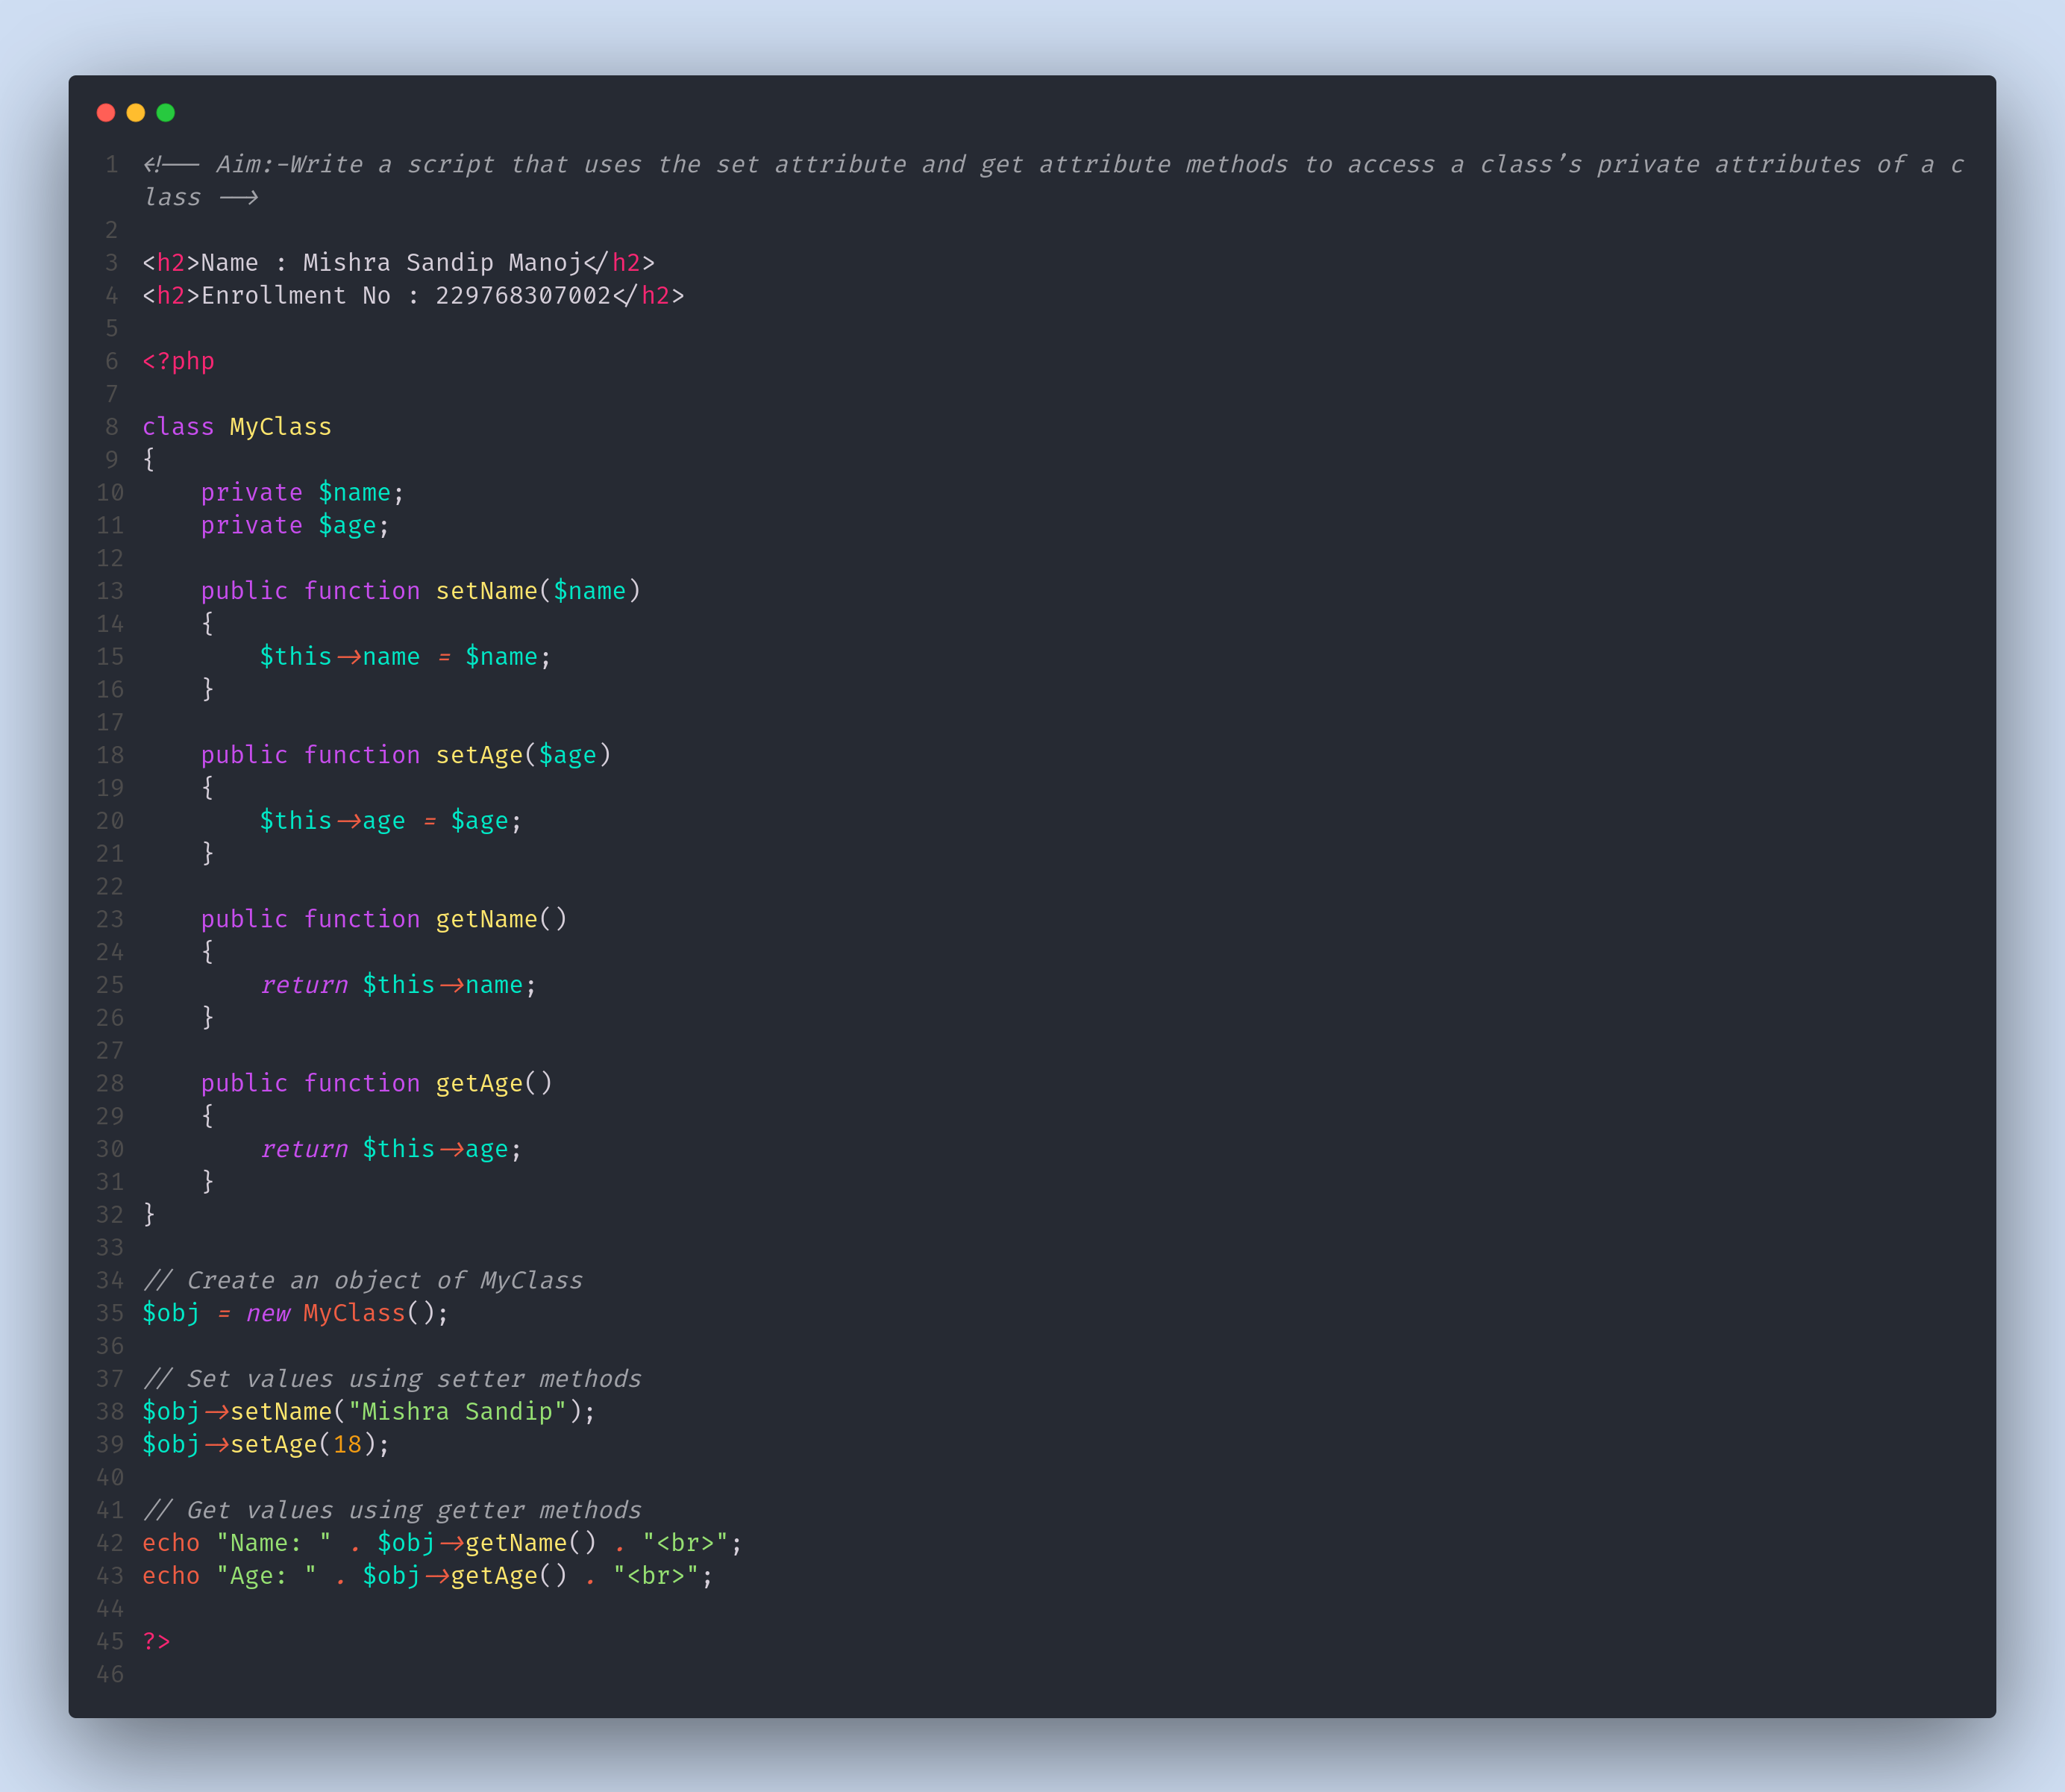 1 <!-- Aim:-Write a script that uses the set attribute and get attribute methods to access a class's private attributes of a c
lass -->
2
3 <h2>Name : Mishra Sandip Manoj</h2>
4 <h2>Enrollment No : 229768307002</h2>
5
6 <?php
7
8 class MyClass
9 {
10     private $name;
11     private $age;
12
13     public function setName($name)
14     {
15         $this->name = $name;
16     }
17
18     public function setAge($age)
19     {
20         $this->age = $age;
21     }
22
23     public function getName()
24     {
25         return $this->name;
26     }
27
28     public function getAge()
29     {
30         return $this->age;
31     }
32 }
33
34 // Create an object of MyClass
35 $obj = new MyClass();
36
37 // Set values using setter methods
38 $obj->setName("Mishra Sandip");
39 $obj->setAge(18);
40
41 // Get values using getter methods
42 echo "Name: " . $obj->getName() . "<br>";
43 echo "Age: " . $obj->getAge() . "<br>";
44
45 ?>
46